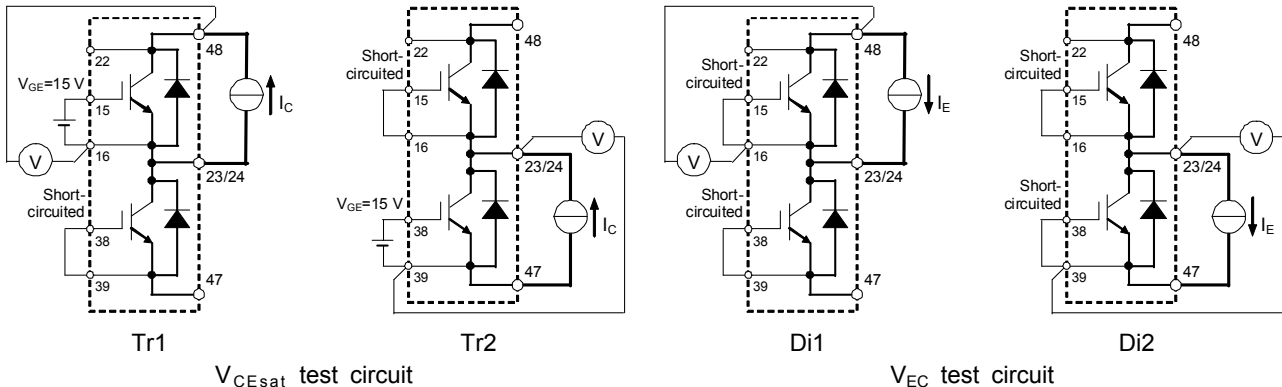 48
22
V_GE=15 V
15
I_C
16
V
23/24
Short-
circuited
38
47
39
Tr1
48
22
Short-
circuited
15
16
V
23/24
V_GE=15 V
38
I_C
47
39
Tr2
V_CEsat test circuit
48
22
Short-
circuited
15
I_E
16
V
23/24
Short-
circuited
38
47
39
Di1
48
22
Short-
circuited
15
16
V
23/24
Short-
circuited
38
I_E
47
39
Di2
V_EC test circuit